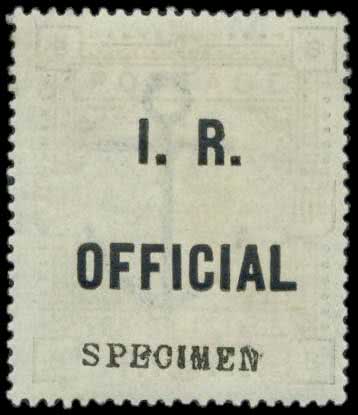 I. R.
OFFICIAL
SPECIMEN